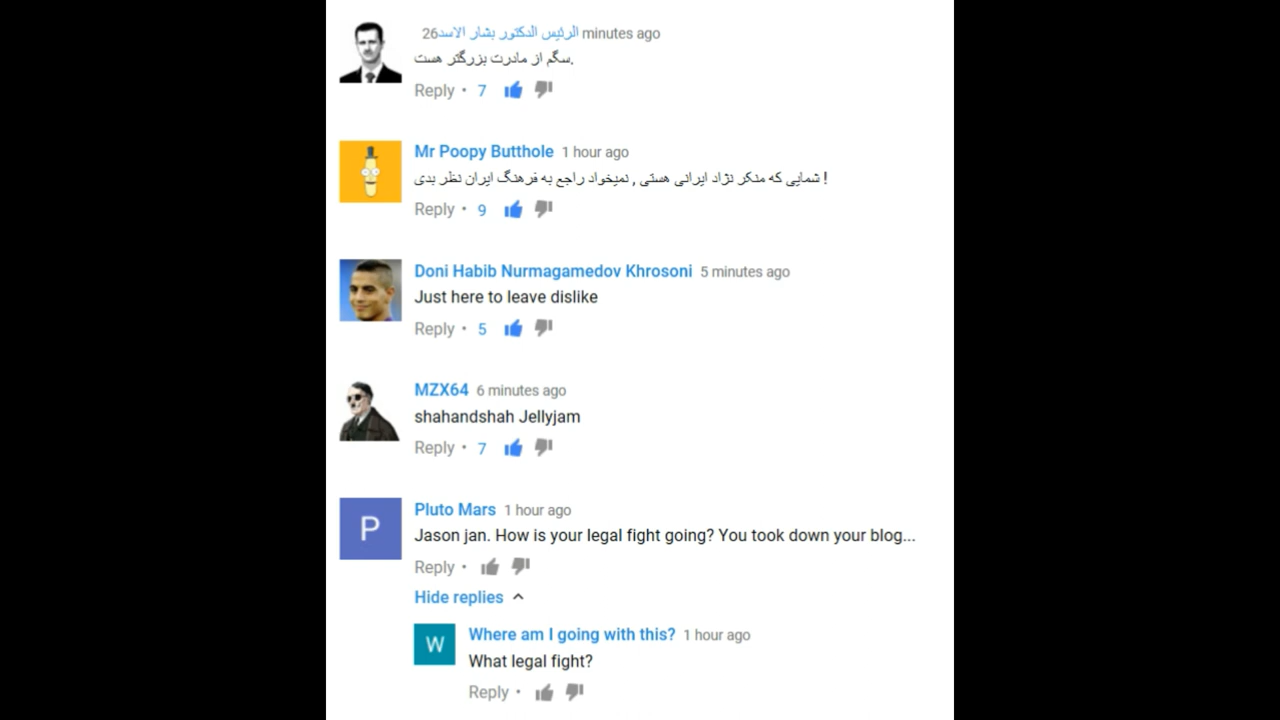 الرئيس الدكتور بشار الاسد26 minutes ago
سگم از مادرت بزرگتر هست.
Reply • 7
Mr Poopy Butthole 1 hour ago
شمایی که منکر نژاد ایرانی هستی , نمیخواد راجع به فرهنگ ایران نظر بدی !
Reply • 9
Doni Habib Nurmagamedov Khrosoni 5 minutes ago
Just here to leave dislike
Reply • 5
MZX64 6 minutes ago
shahandshah Jellyjam
Reply • 7
P
Pluto Mars 1 hour ago
Jason jan. How is your legal fight going? You took down your blog...
Reply •
Hide replies
W
Where am I going with this? 1 hour ago
What legal fight?
Reply •